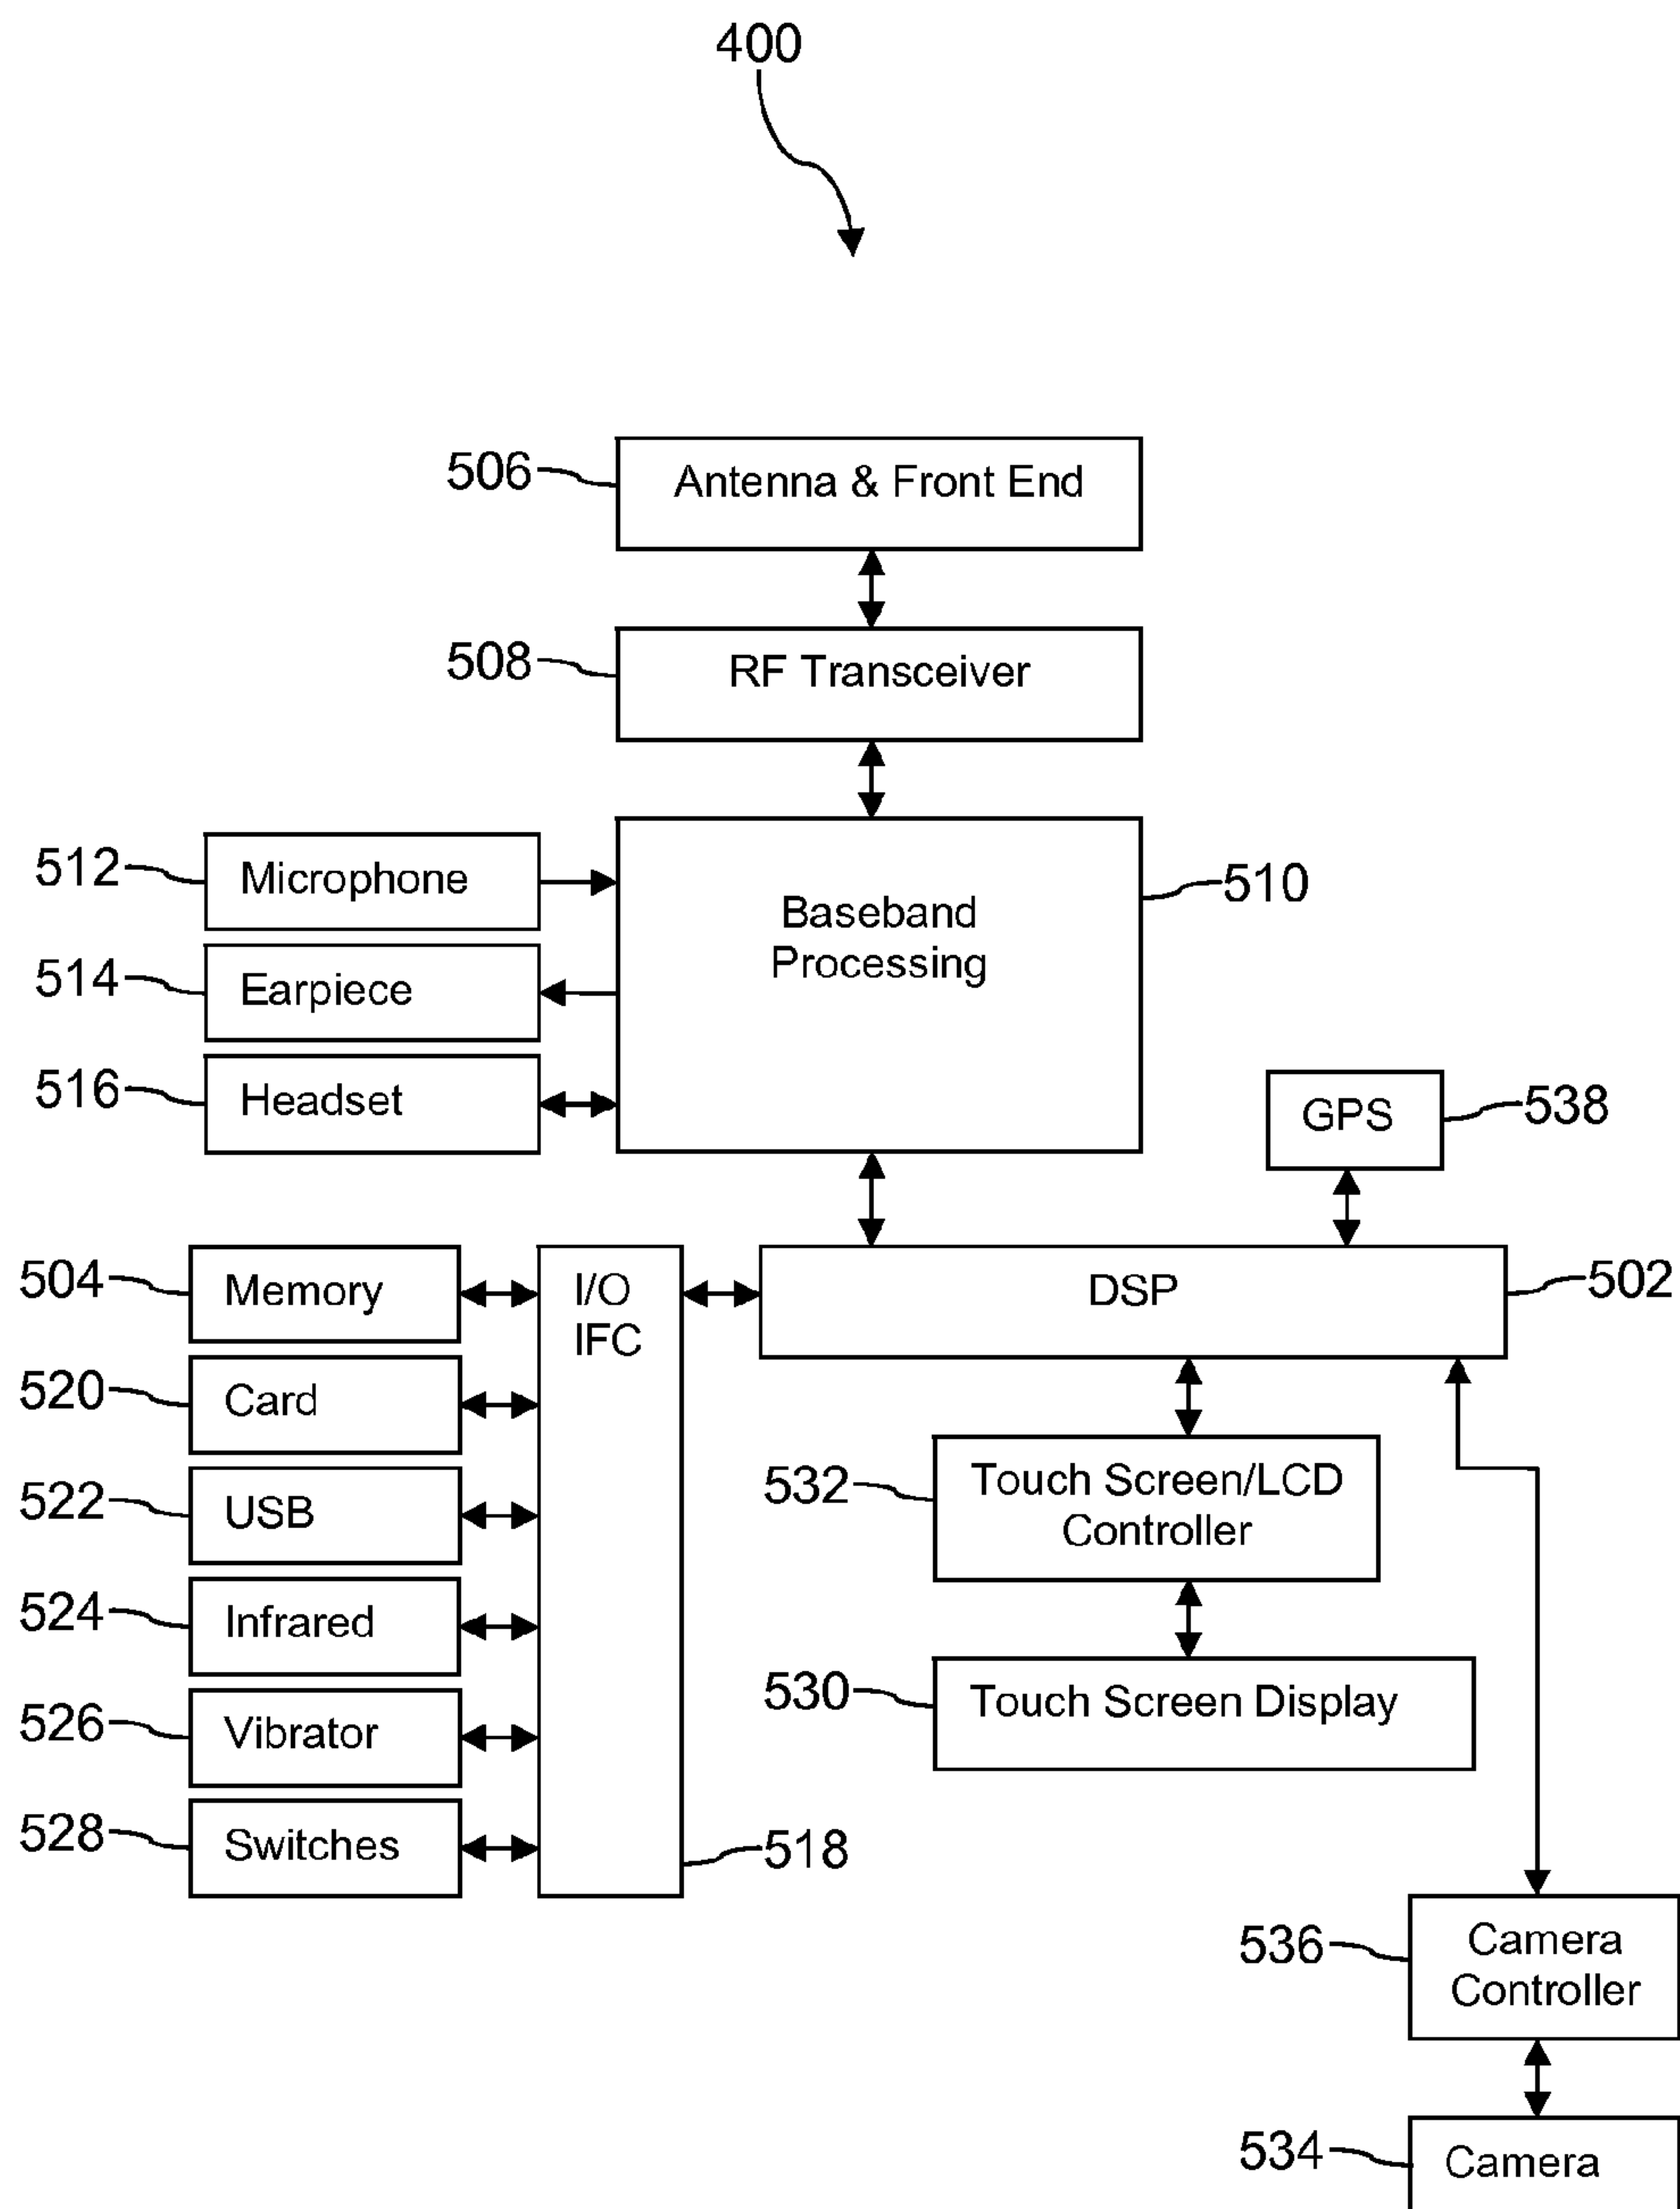 400
506
Antenna & Front End
508
RF Transceiver
512
Microphone
Baseband
Processing
510
514
Earpiece
516
Headset
GPS
538
504
Memory
I/O
IFC
DSP
502
520
Card
522
USB
532
Touch Screen/LCD
Controller
524
Infrared
530
Touch Screen Display
526
Vibrator
528
Switches
518
536
Camera
Controller
534
Camera